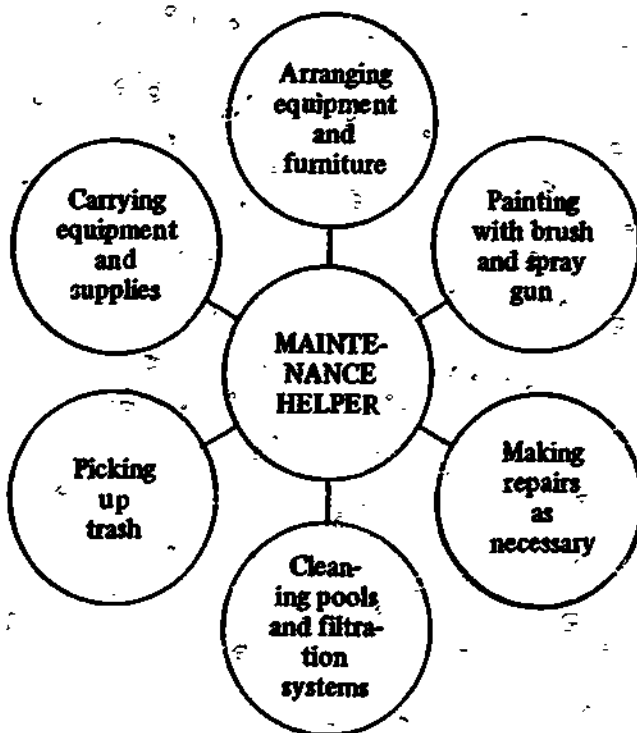 Arranging
equipment
and
furniture
Carrying
equipment
and
supplies
Painting
with brush
and spray
gun
MAINTE-
NANCE
HELPER
Picking
up
trash
Making
repairs
as
necessary
Clean-
ing pools
and filtra-
tion
systems